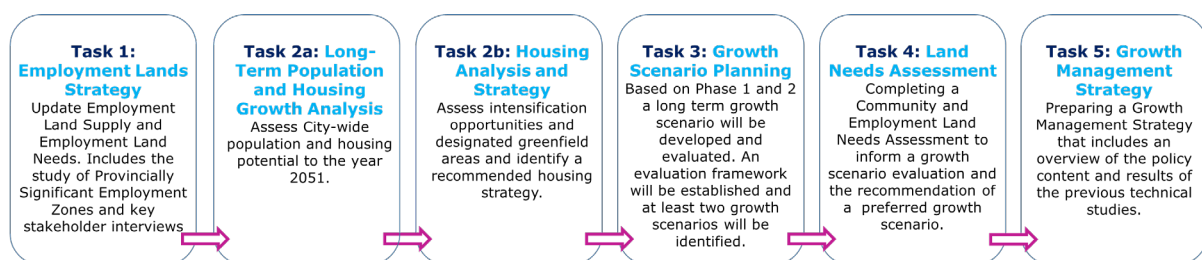 Task 1:
Employment Lands
Strategy
Update Employment
Land Supply and
Employment Land
Needs. Includes the
study of Provincially
Significant Employment
Zones and key
stakeholder interviews
Task 2a: Long-
Term Population
and Housing
Growth Analysis
Assess City-wide
population and housing
potential to the year
2051.
Task 2b: Housing
Analysis and
Strategy
Assess intensification
opportunities and
designated greenfield
areas and identify a
recommended housing
strategy.
Task 3: Growth
Scenario Planning
Based on Phase 1 and 2
a long term growth
scenario will be
developed and
evaluated. An
evaluation framework
will be established and
at least two growth
scenarios will be
identified.
Task 4: Land
Needs Assessment
Completing a
Community and
Employment Land
Needs Assessment to
inform a growth
scenario evaluation and
the recommendation of
a preferred growth
scenario.
Task 5: Growth
Management
Strategy
Preparing a Growth
Management Strategy
that includes an
overview of the policy
content and results of
the previous technical
studies.